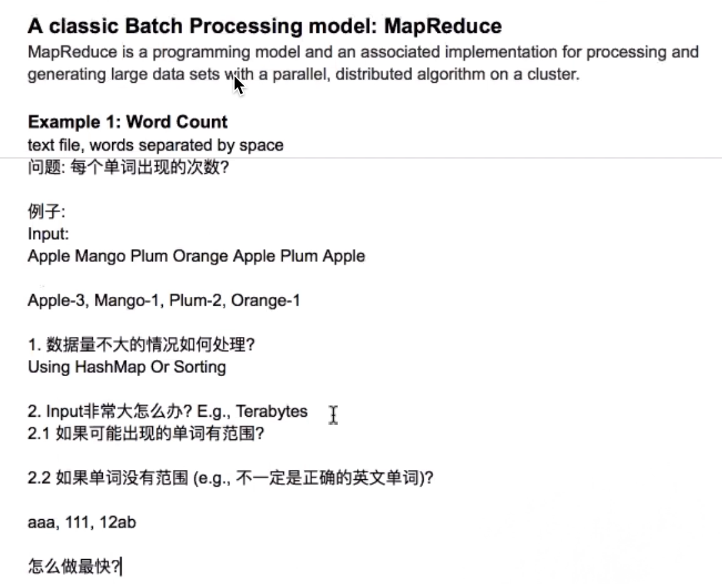 A classic Batch Processing model: MapReduce
MapReduce is a programming model and an associated implementation for processing and
generating large data sets with a parallel, distributed algorithm on a cluster.
Example 1: Word Count
text file, words separated by space
问题: 每个单词出现的次数?
例子:
Input:
Apple Mango Plum Orange Apple Plum Apple
Apple-3, Mango-1, Plum-2, Orange-1
1. 数据量不大的情况如何处理?
Using HashMap Or Sorting
2. Input非常大怎么办? E.g., Terabytes
2.1 如果可能出现的单词有范围?
2.2 如果单词没有范围 (e.g., 不一定是正确的英文单词)?
aaa, 111, 12ab
怎么做最快?